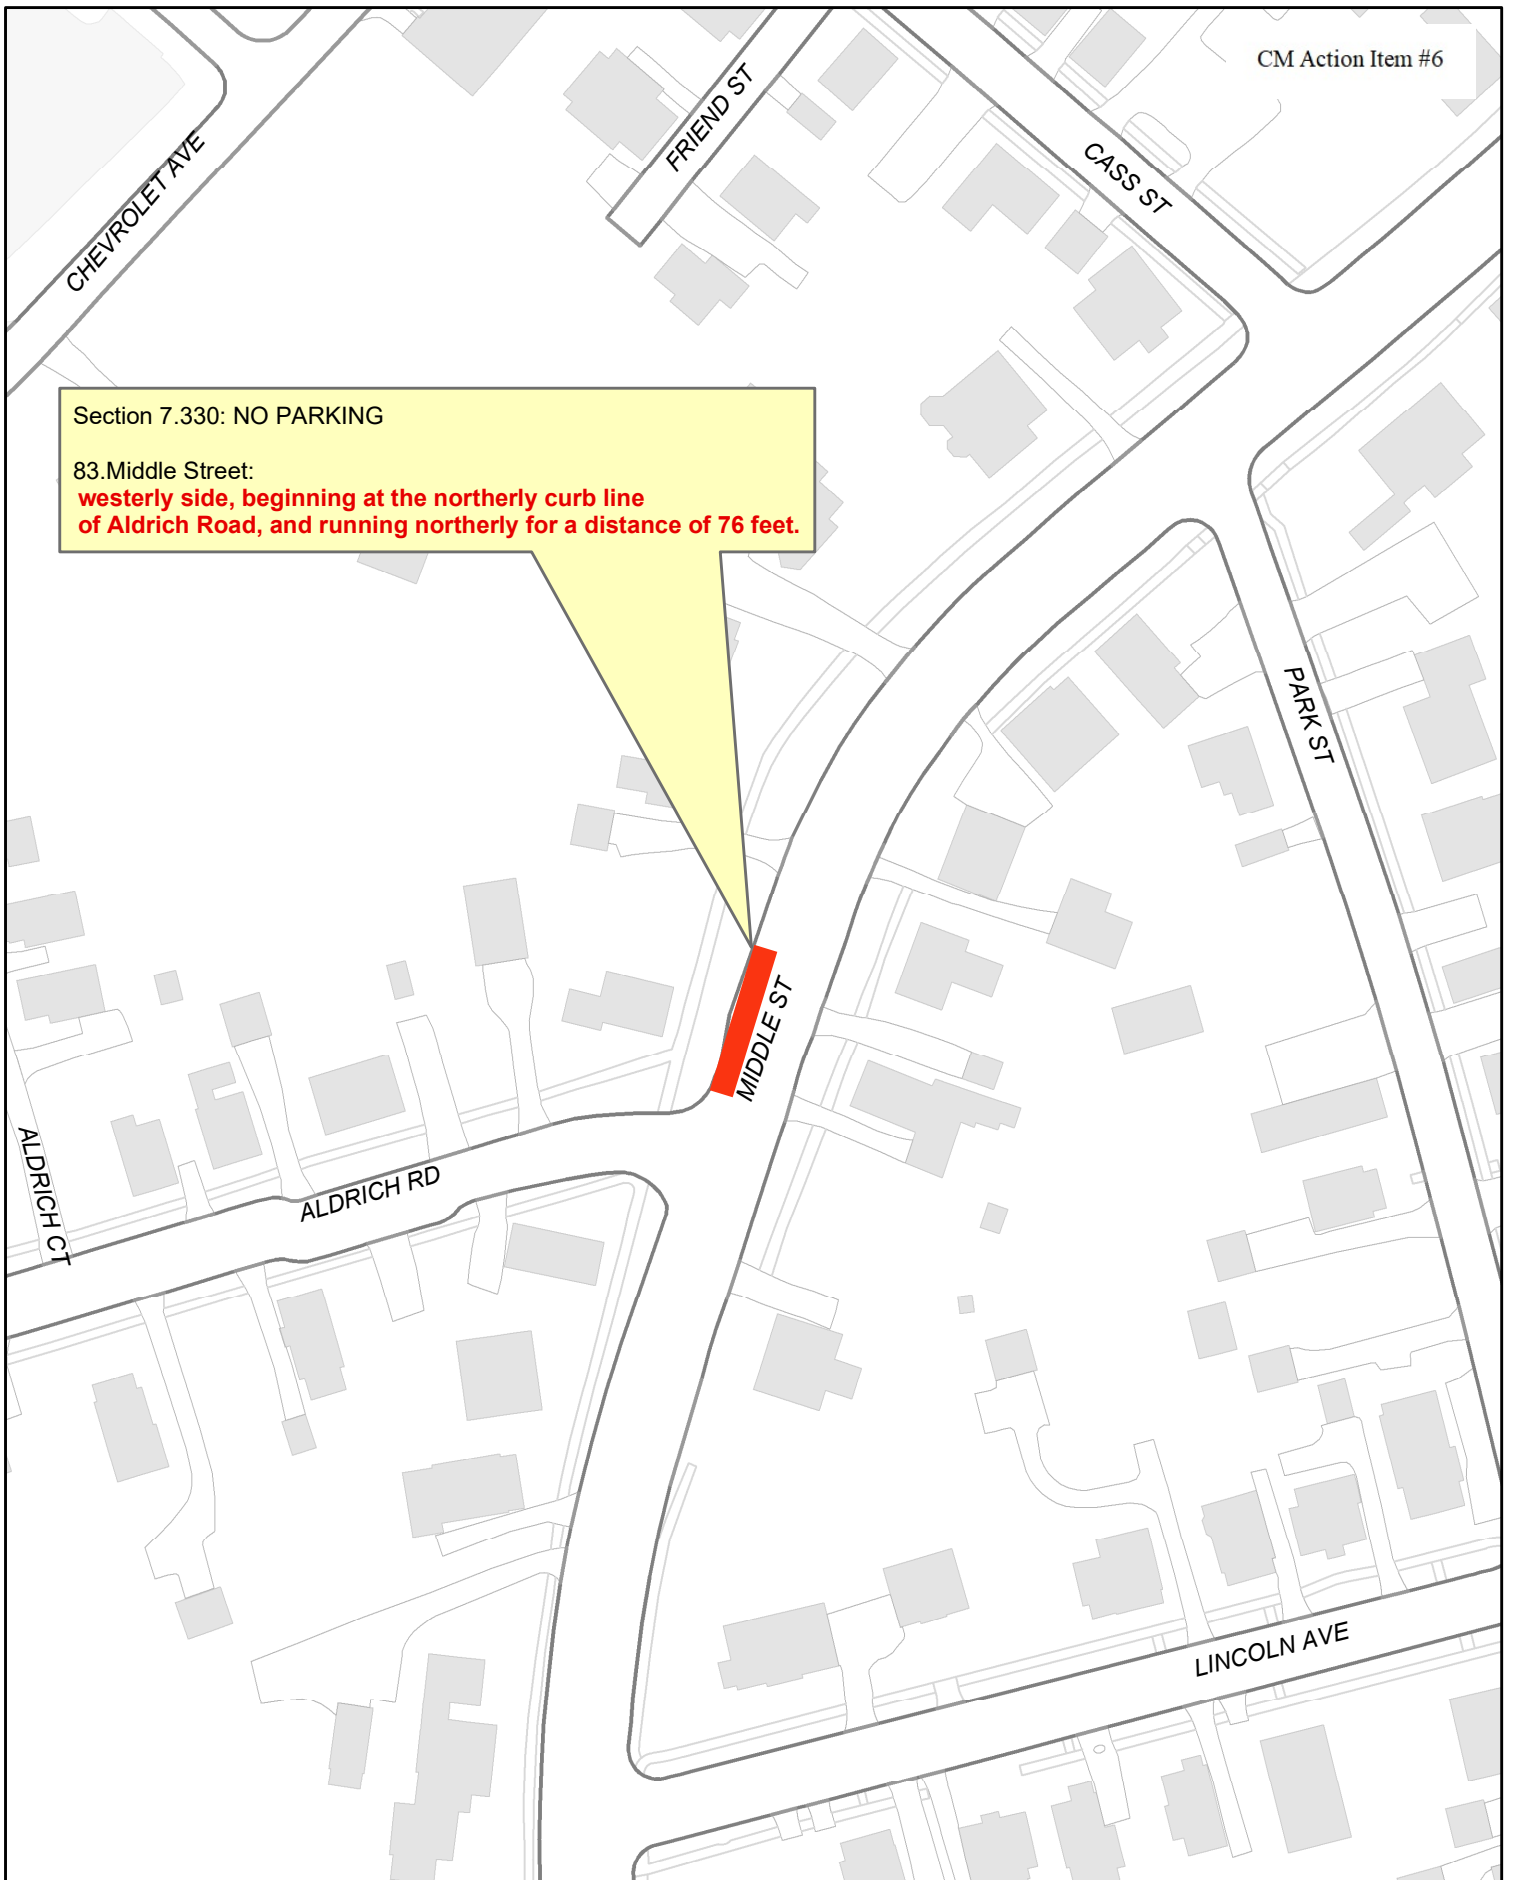 CM Action Item #6
FRIEND ST
CASS ST
CHEVROLET AVE
Section 7.330: NO PARKING
83.Middle Street:
westerly side, beginning at the northerly curb line
of Aldrich Road, and running northerly for a distance of 76 feet.
PARK ST
MIDDLE ST
ALDRICH CT
ALDRICH RD
LINCOLN AVE